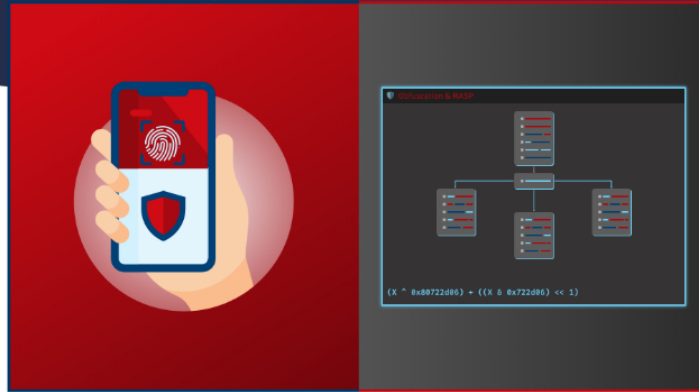 Obfuscation & RASP
(X ^ 0x80722d06) + ((X & 0x722d06) << 1)